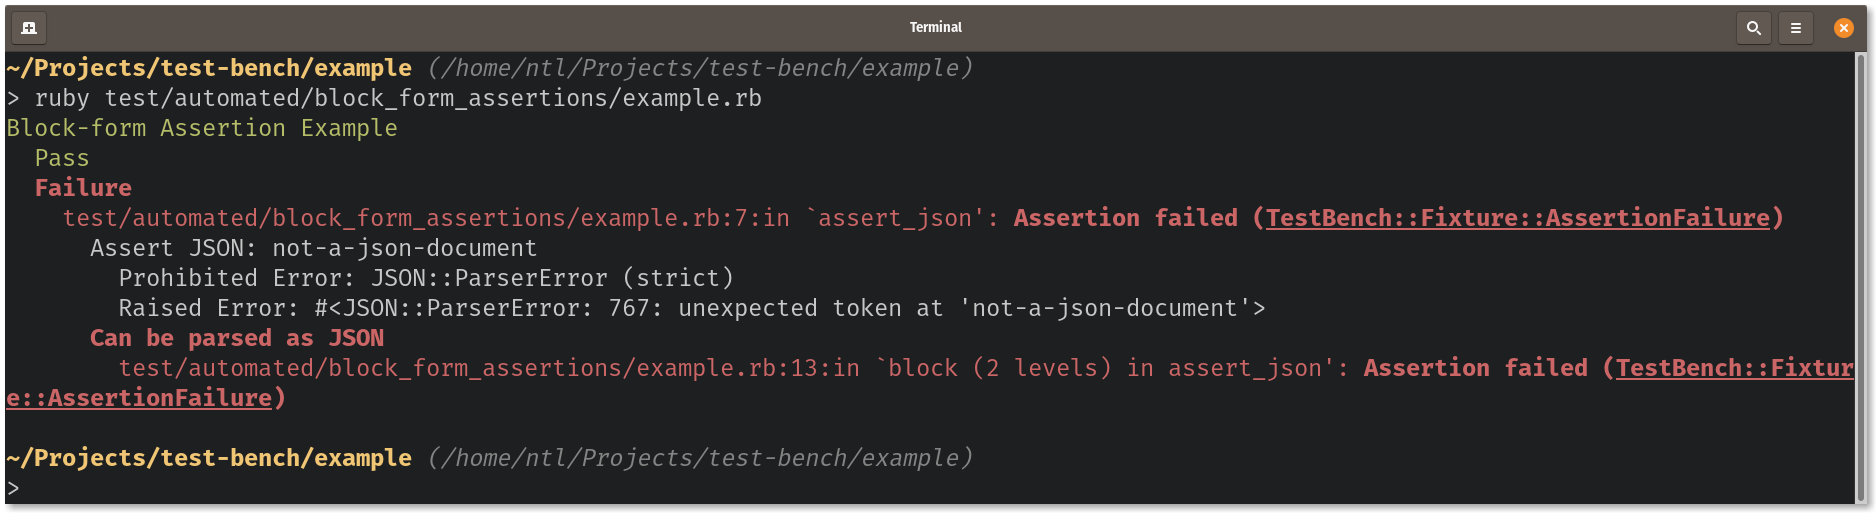 Terminal
~/Projects/test-bench/example (/home/ntl/Projects/test-bench/example)
> ruby test/automated/block_form_assertions/example.rb
Block-form Assertion Example
  Pass
  Failure
    test/automated/block_form_assertions/example.rb:7:in `assert_json': Assertion failed (TestBench::Fixture::AssertionFailure)
      Assert JSON: not-a-json-document
        Prohibited Error: JSON::ParserError (strict)
        Raised Error: #<JSON::ParserError: 767: unexpected token at 'not-a-json-document'>
      Can be parsed as JSON
        test/automated/block_form_assertions/example.rb:13:in `block (2 levels) in assert_json': Assertion failed (TestBench::Fixtur
e::AssertionFailure)
~/Projects/test-bench/example (/home/ntl/Projects/test-bench/example)
>